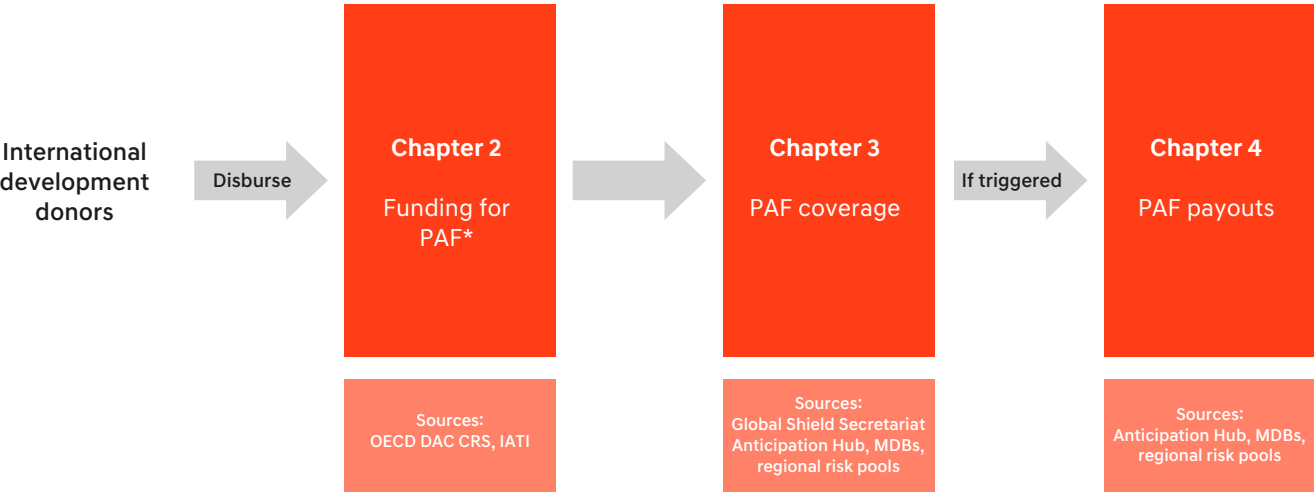 International
development
donors
Disburse
Chapter 2
Funding for
PAF*
Sources:
OECD DAC CRS, IATI
Chapter 3
PAF coverage
Sources:
Global Shield Secretariat
Anticipation Hub, MDBs,
regional risk pools
If triggered
Chapter 4
PAF payouts
Sources:
Anticipation Hub, MDBs,
regional risk pools